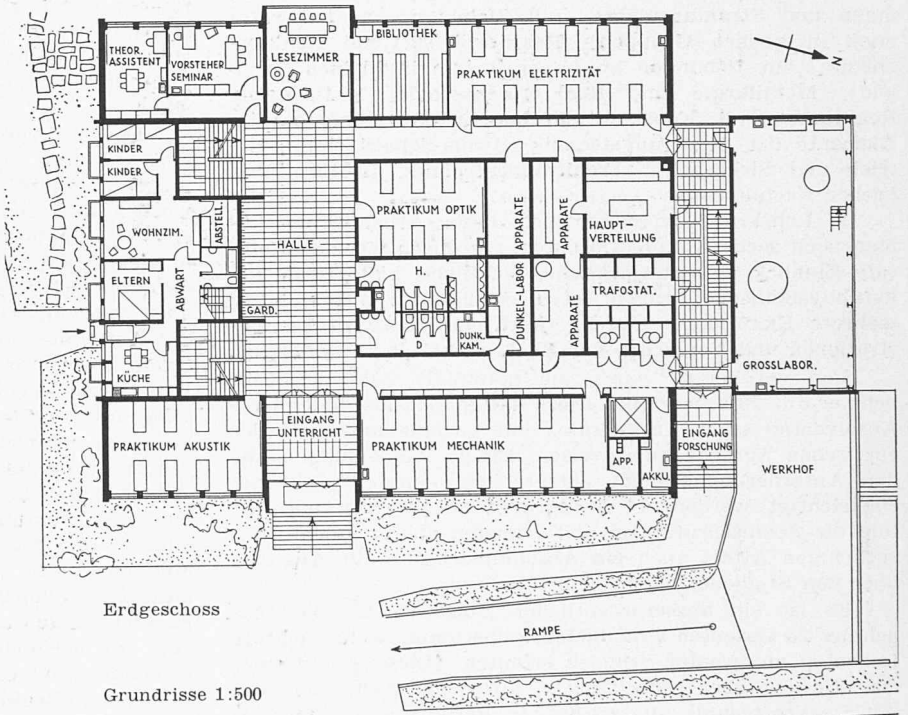 BIBLIOTHEK
THEOR.
ASSISTENT
VORSTEHER
SEMINAR
LESEZIMMER
PRAKTIKUM ELEKTRIZITÄT
N
KINDER
KINDER
WOHNZIM.
ABSTELL.
HALLE
PRAKTIKUM OPTIK
APPARATE
APPARATE
HAUPT-
VERTEILUNG
ELTERN
ABWART
GARD.
H.
D
DUNK.
KAM.
DUNKEL-LABOR
APPARATE
TRAFOSTAT.
KÜCHE
GROSSLABOR.
PRAKTIKUM AKUSTIK
EINGANG
UNTERRICHT
PRAKTIKUM MECHANIK
APP.
AKKU.
EINGANG
FORSCHUNG
WERKHOF
Erdgeschoss
RAMPE
Grundrisse 1:500